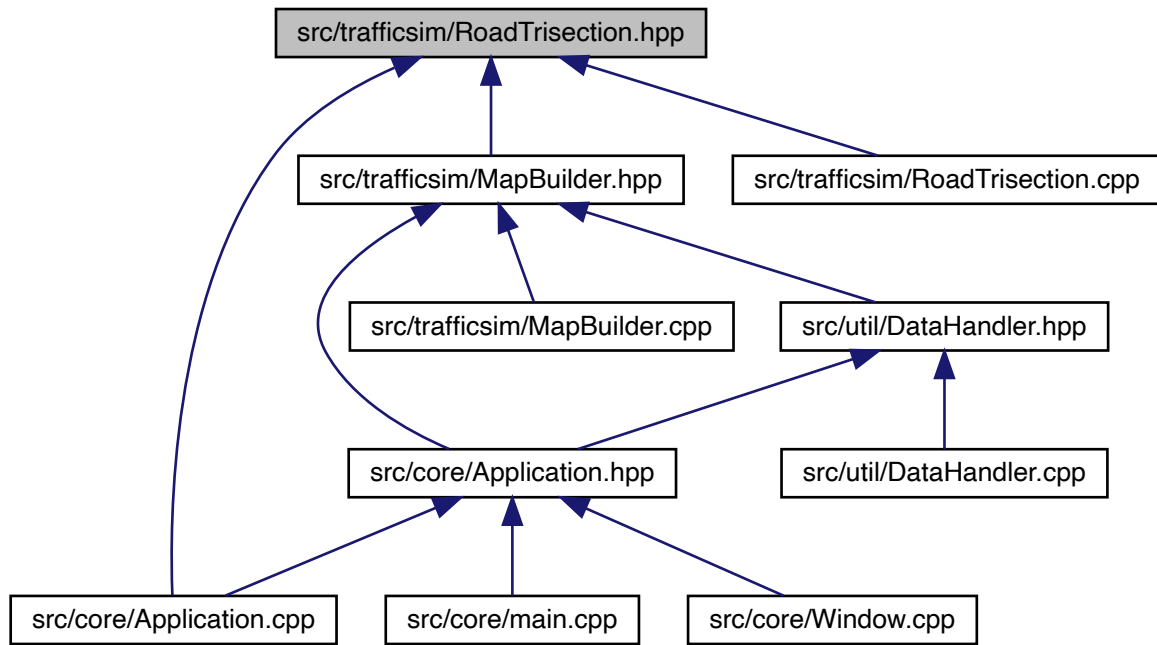 src/trafficsim/RoadTrisection.hpp
src/trafficsim/MapBuilder.hpp
src/trafficsim/RoadTrisection.cpp
src/trafficsim/MapBuilder.cpp
src/util/DataHandler.hpp
src/core/Application.hpp
src/util/DataHandler.cpp
src/core/Application.cpp
src/core/main.cpp
src/core/Window.cpp